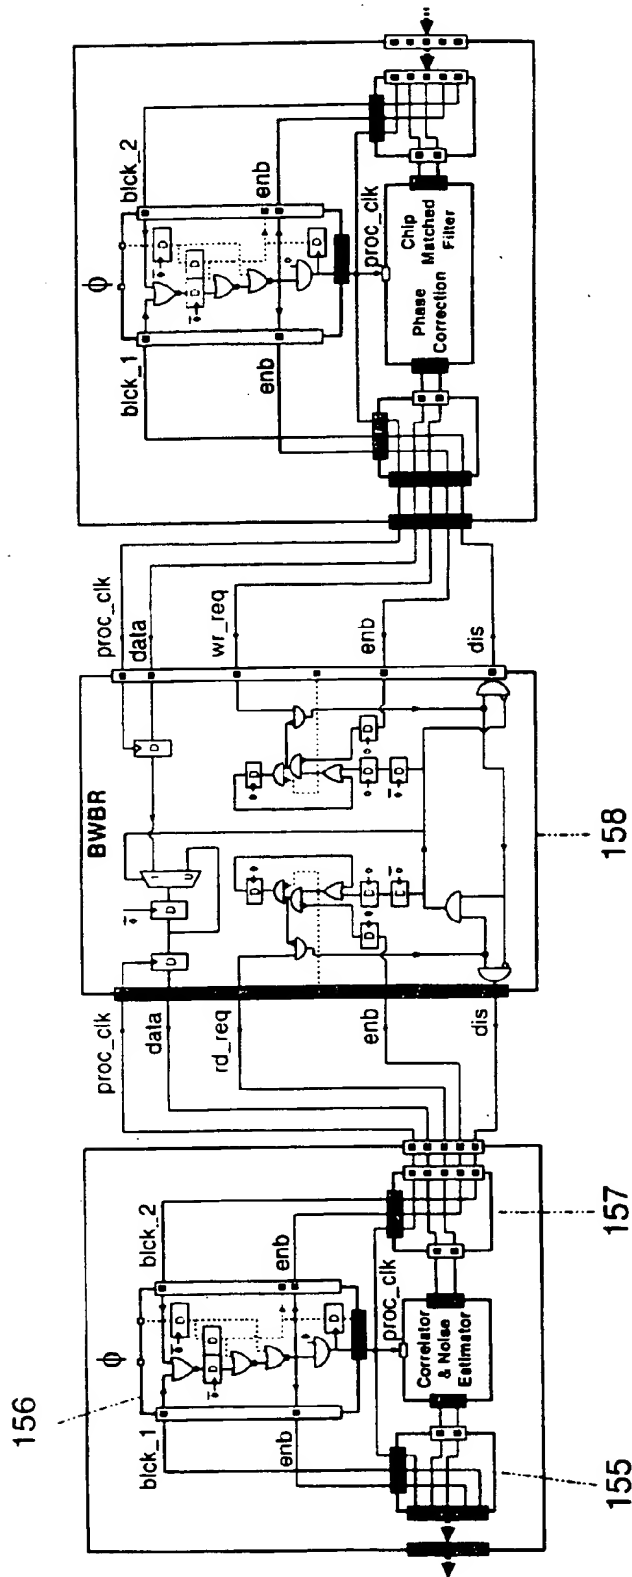 156
ϕ
blck_1
blck_2
enb
enb
D
D
D
D
proc_clk
Correlator
& Noise
Estimator
155
157
proc_clk
data
rd_req
enb
dis
BWBR
D
D
D
1
D
D
D
D
D
D
proc_clk
data
wr_req
enb
dis
158
ϕ
blck_1
blck_2
enb
enb
D
D
D
D
proc_clk
Phase
Correction
Chip
Matched
Filter